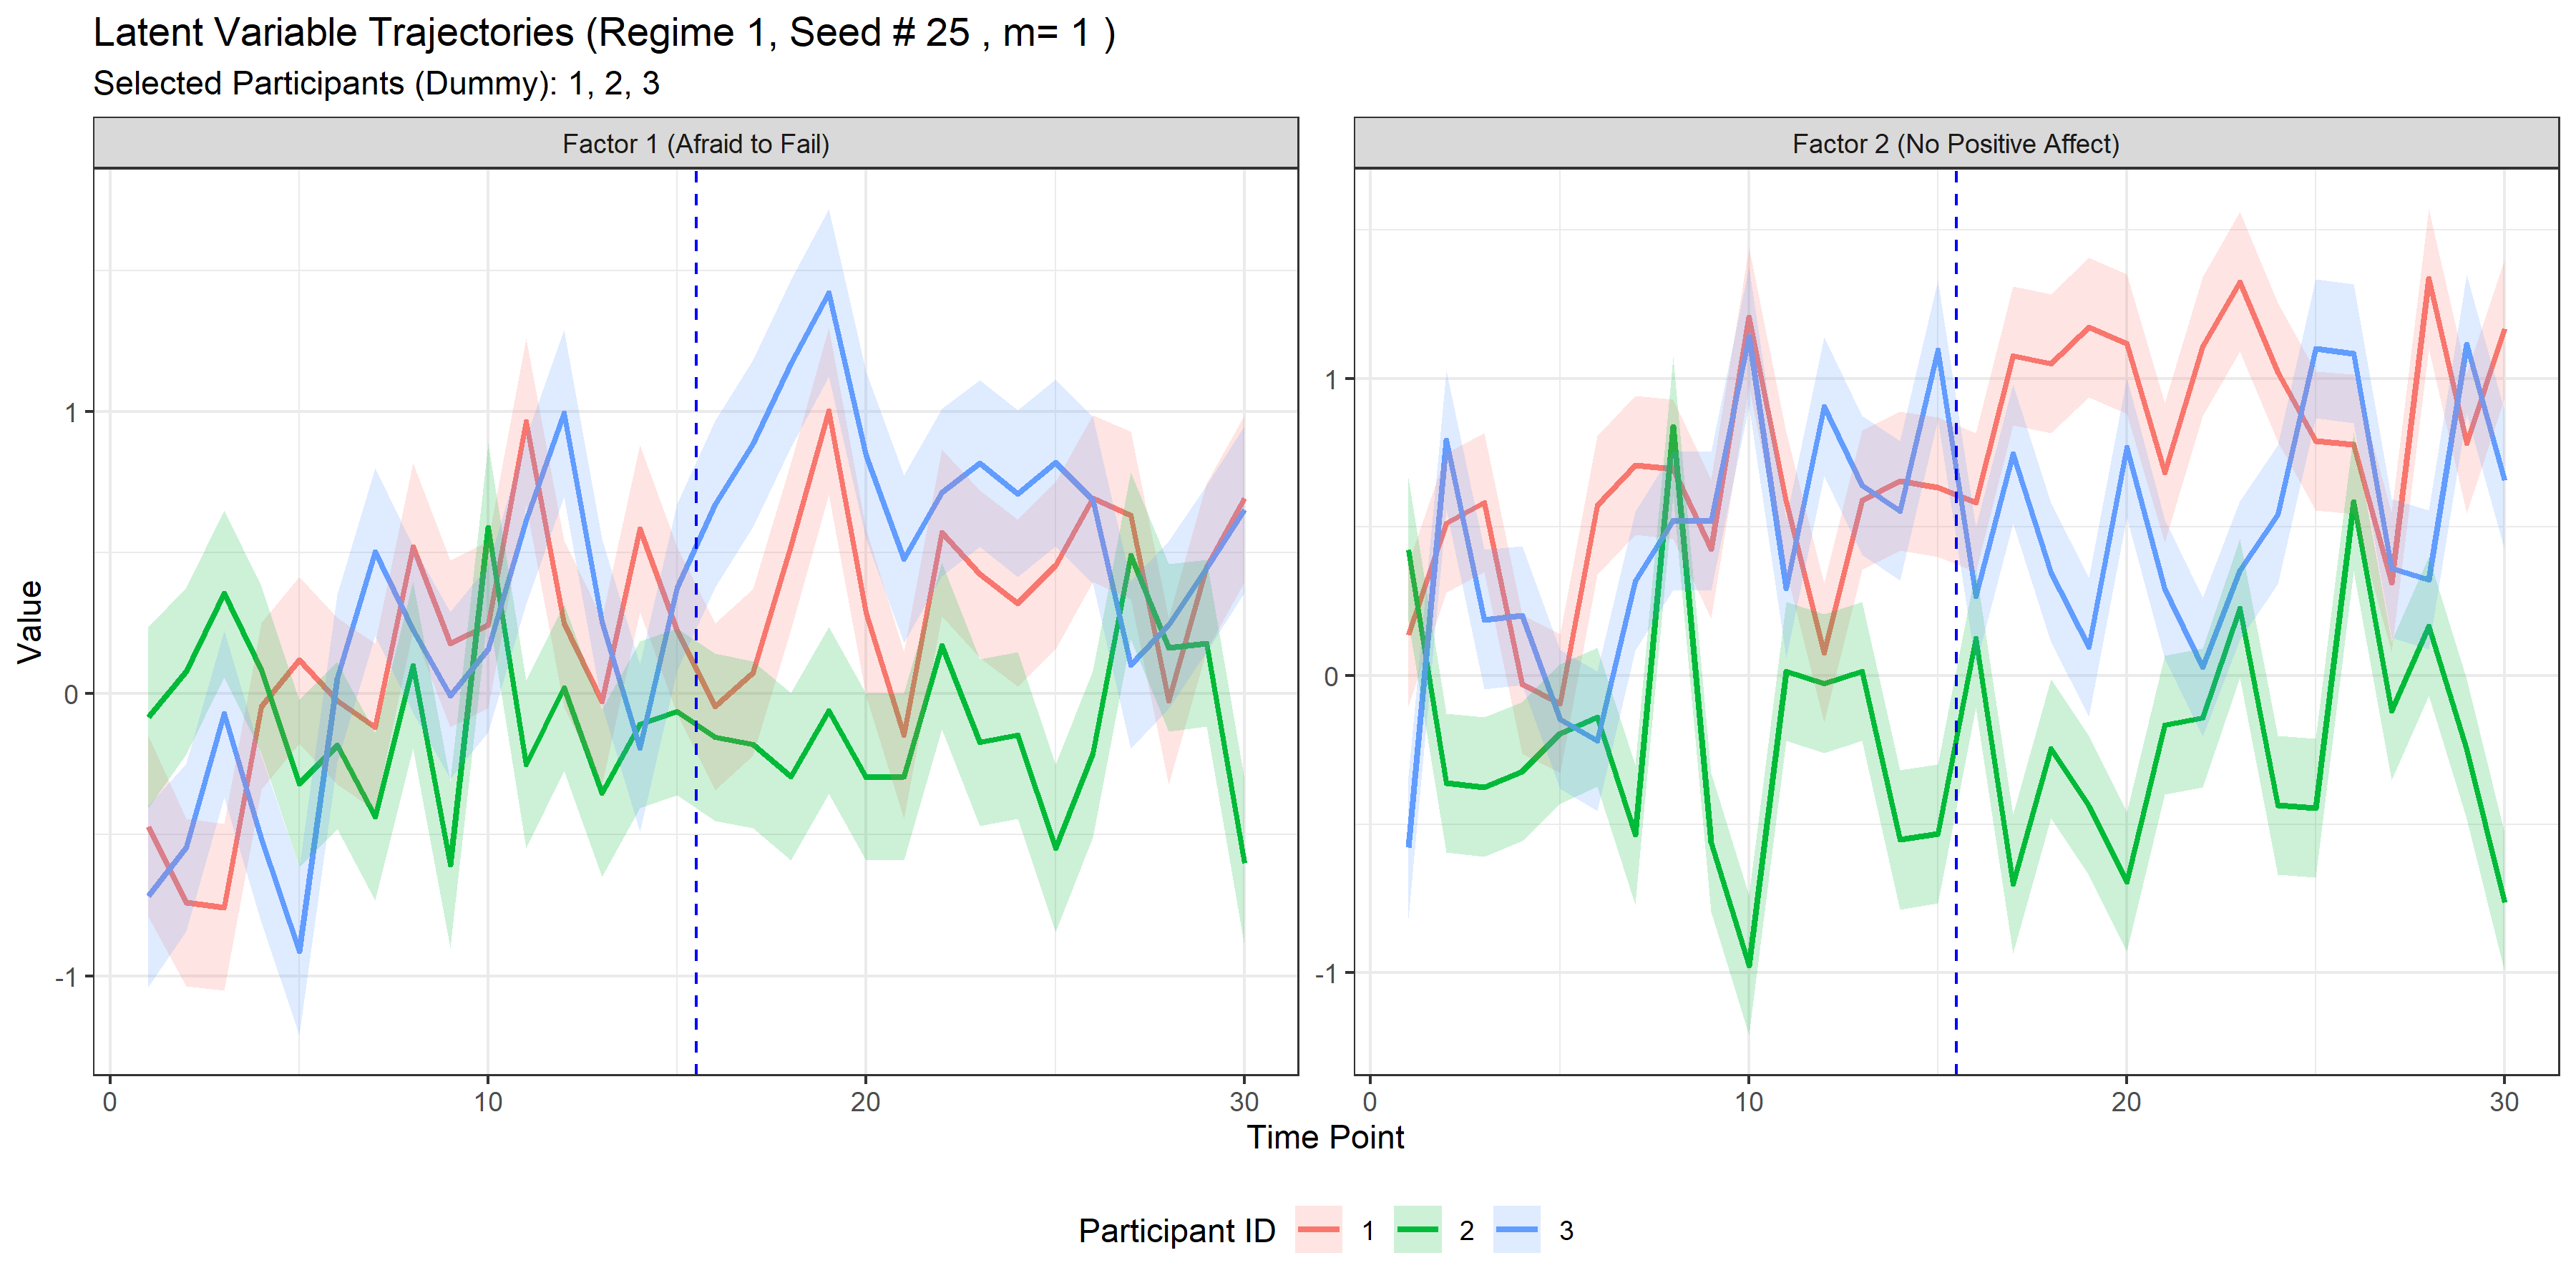 Latent Variable Trajectories (Regime 1, Seed # 25 , m= 1 )
Selected Participants (Dummy): 1, 2, 3
Factor 1 (Afraid to Fail)
Factor 2 (No Positive Affect)
Value
1
0
-1
1
0
-1
0
10
20
30
0
10
20
30
Time Point
Participant ID
1
2
3